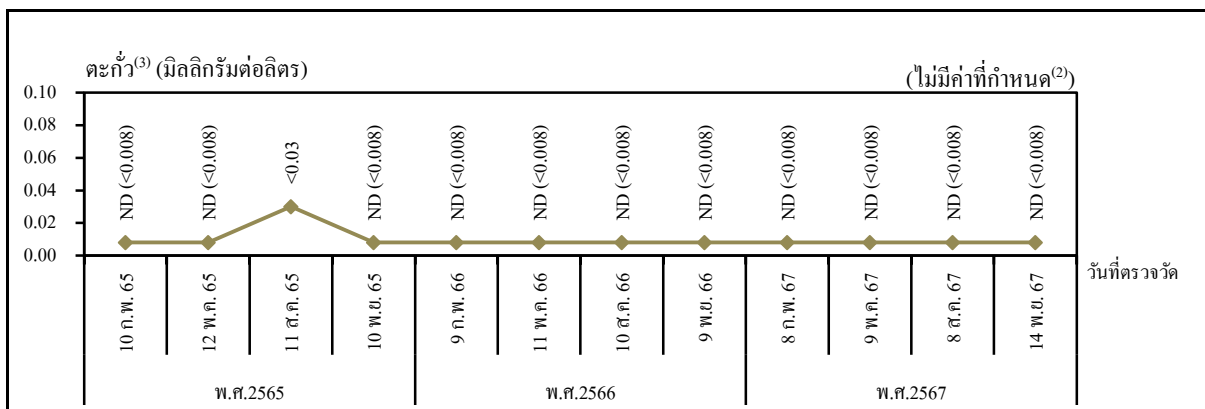 ตะกั่ว(3) (มิลลิกรัมต่อลิตร)
(ไม่มีค่าที่กำหนด(2))
0.10
0.08
0.06
0.04
0.02
0.00
ND (<0.008)
ND (<0.008)
<0.03
ND (<0.008)
ND (<0.008)
ND (<0.008)
ND (<0.008)
ND (<0.008)
ND (<0.008)
ND (<0.008)
ND (<0.008)
ND (<0.008)
10 ก.พ. 65
12 พ.ค. 65
11 ส.ค. 65
10 พ.ย. 65
9 ก.พ. 66
11 พ.ค. 66
10 ส.ค. 66
9 พ.ย. 66
8 ก.พ. 67
9 พ.ค. 67
8 ส.ค. 67
14 พ.ย. 67
วันที่ตรวจวัด
พ.ศ.2565
พ.ศ.2566
พ.ศ.2567